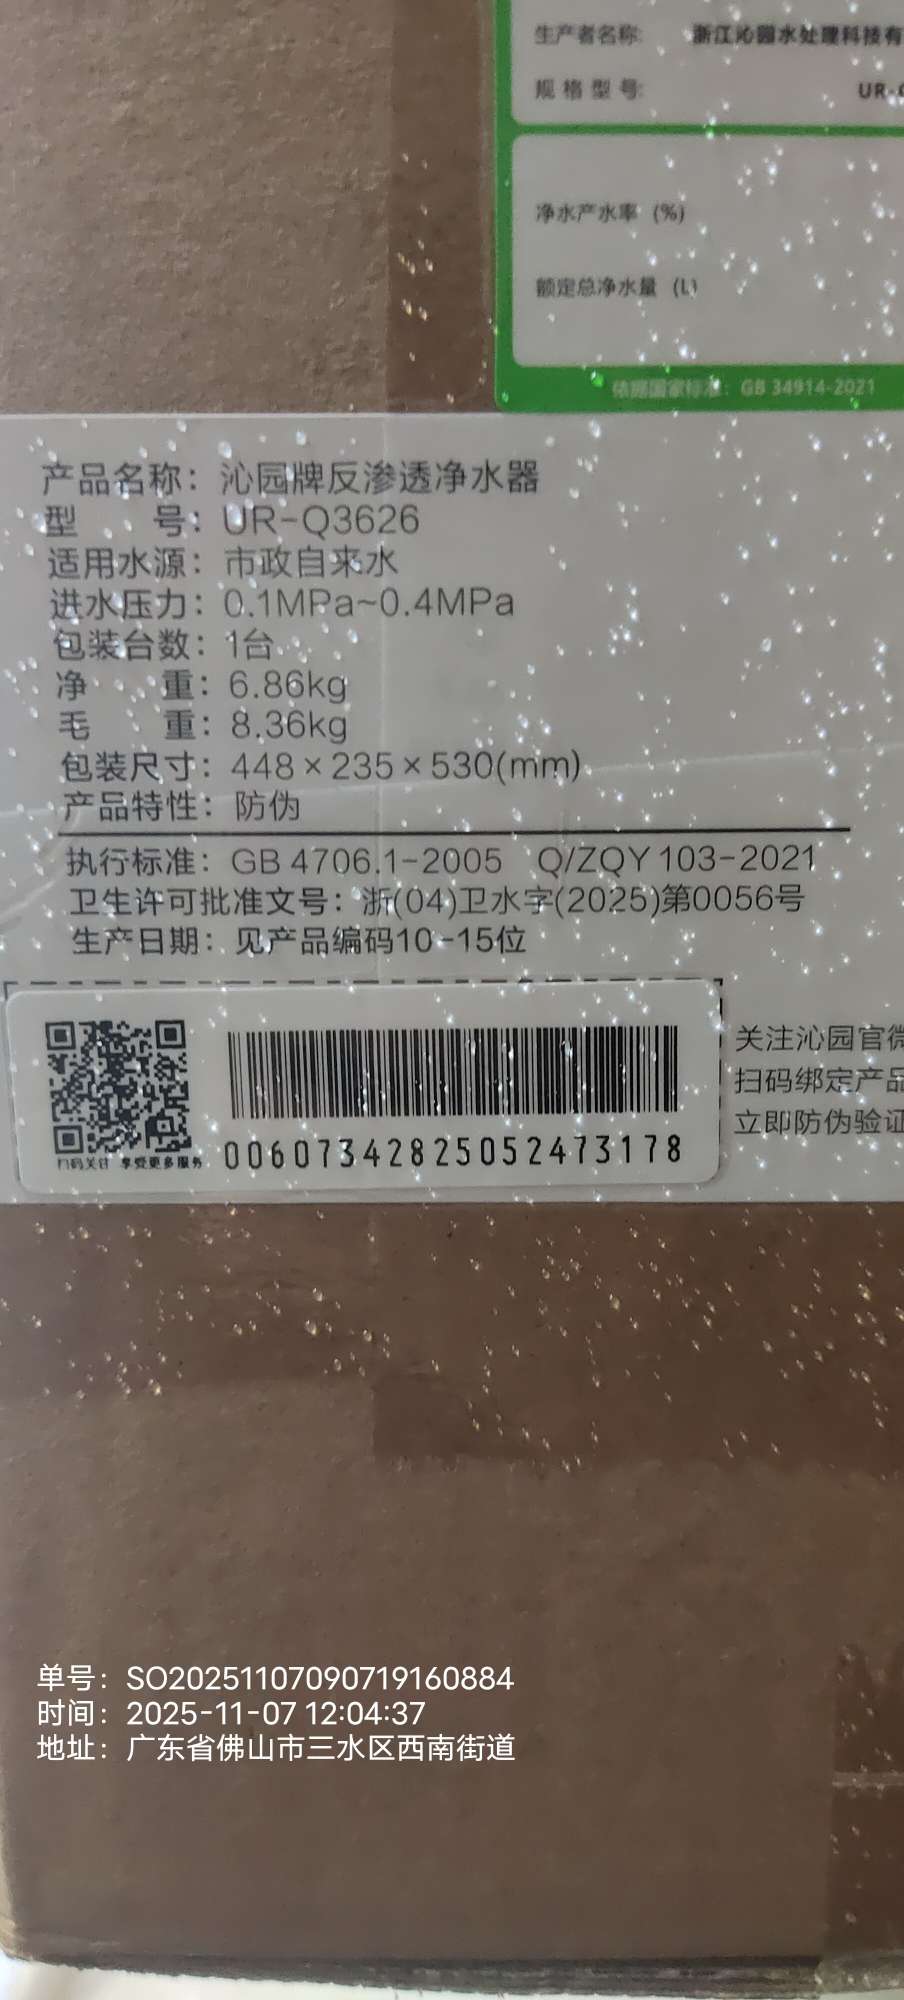 生产者名称: 浙江沁园水处理科技有
规格型号: UR-
净水产水率 (%)
额定总净水量 (L)
依据国家标准: GB 34914-2021
产品名称: 沁园牌反渗透净水器
型 号: UR-Q3626
适用水源: 市政自来水
进水压力: 0.1MPa~0.4MPa
包装台数: 1台
净 重: 6.86kg
毛 重: 8.36kg
包装尺寸: 448×235×530(mm)
产品特性: 防伪
执行标准: GB 4706.1-2005 Q/ZQY 103-2021
卫生许可批准文号: 浙(04)卫水字(2025)第0056号
生产日期: 见产品编码10-15位
扫码关注 享受更多服务
00607342825052473178
关注沁园官微
扫码绑定产品
立即防伪验证
单号: SO20251107090719160884
时间: 2025-11-07 12:04:37
地址: 广东省佛山市三水区西南街道